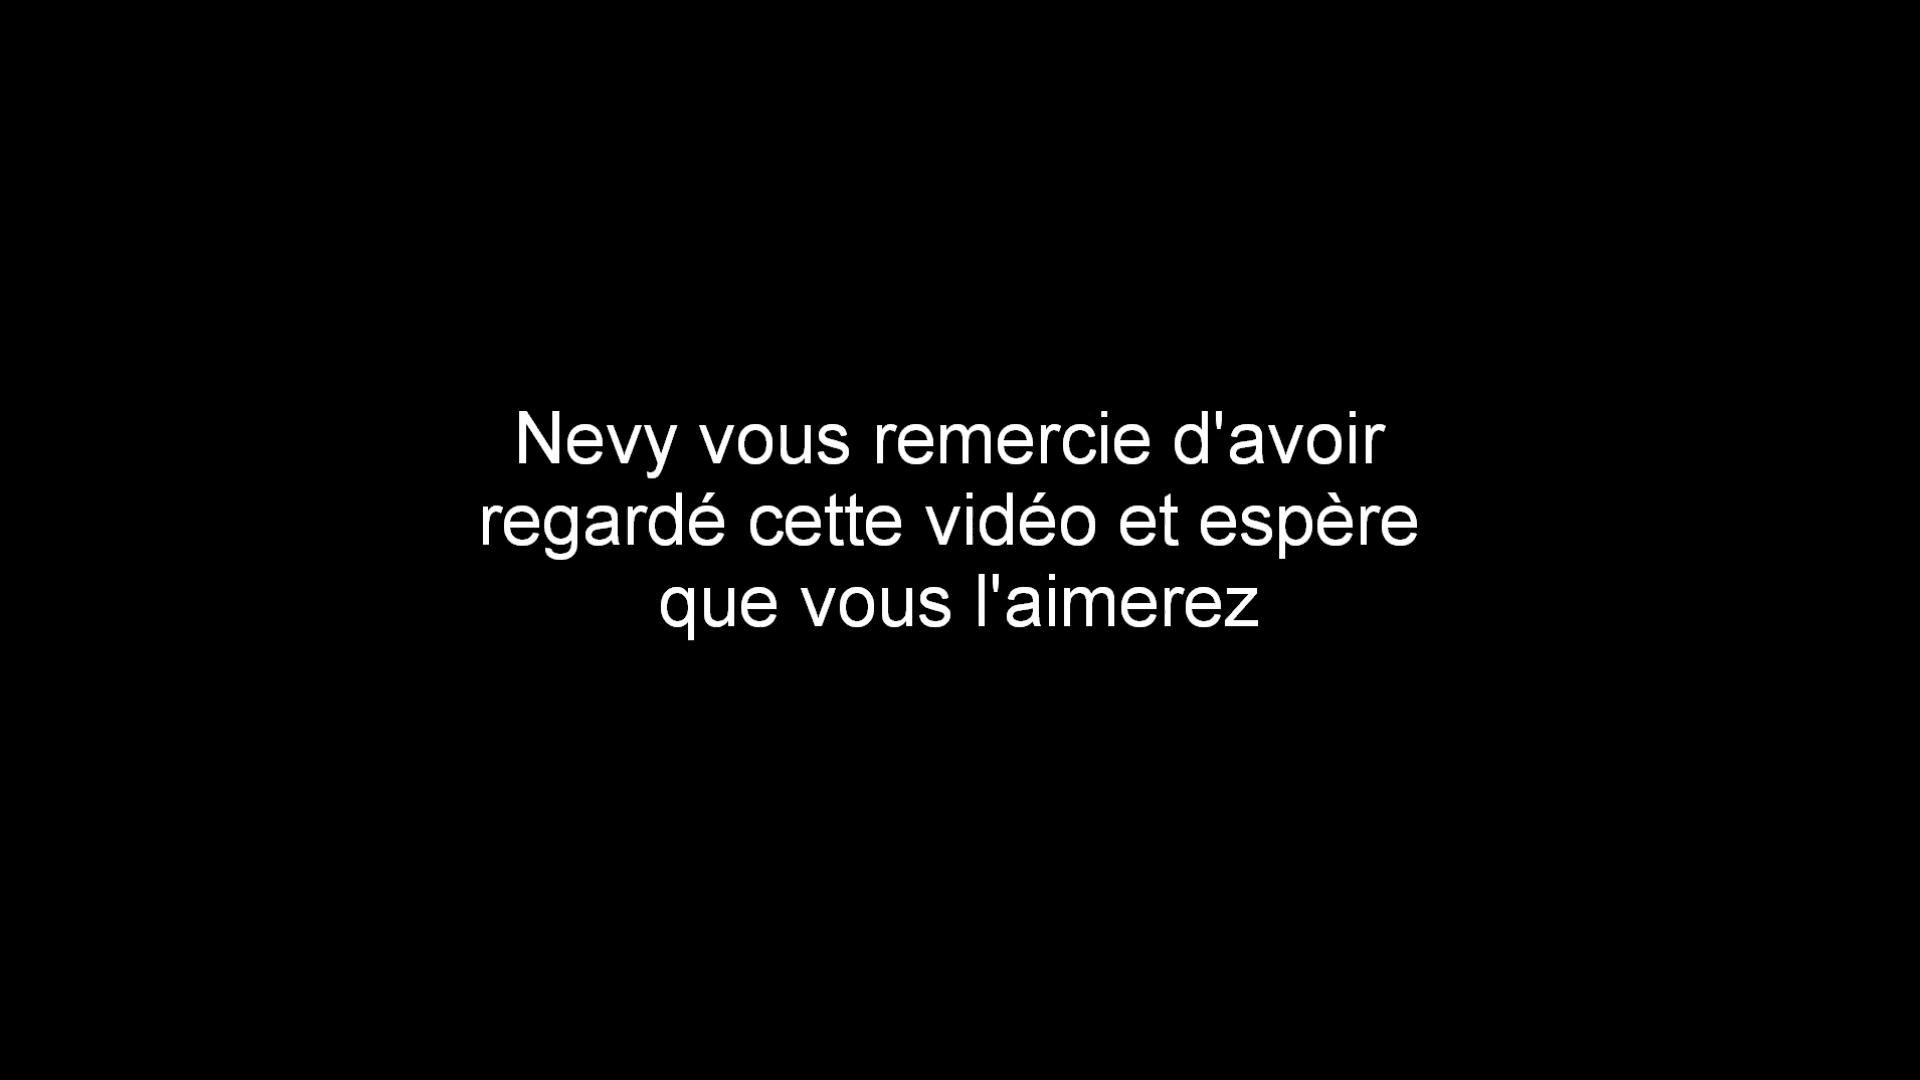 Nevy vous remercie d'avoir
regardé cette vidéo et espère
que vous l'aimerez